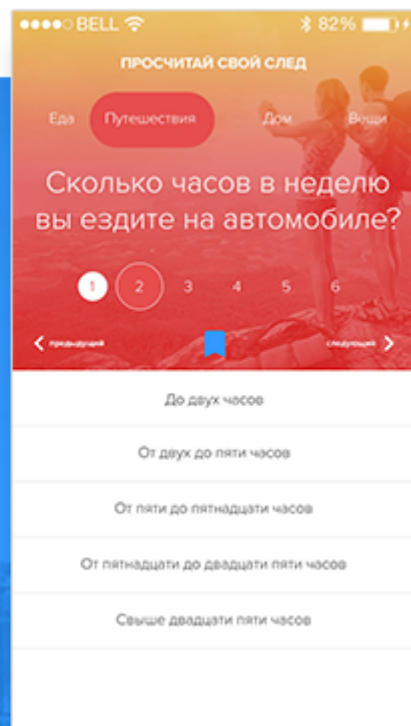 BELL 82%
ПРОСЧИТАЙ СВОЙ СЛЕД
Еда Путешествия Дом Вещи
Сколько часов в неделю
вы ездите на автомобиле?
1 2 3 4 5 6
предыдущий следующий
До двух часов
От двух до пяти часов
От пяти до пятнадцати часов
От пятнадцати до двадцати пяти часов
Свыше двадцати пяти часов